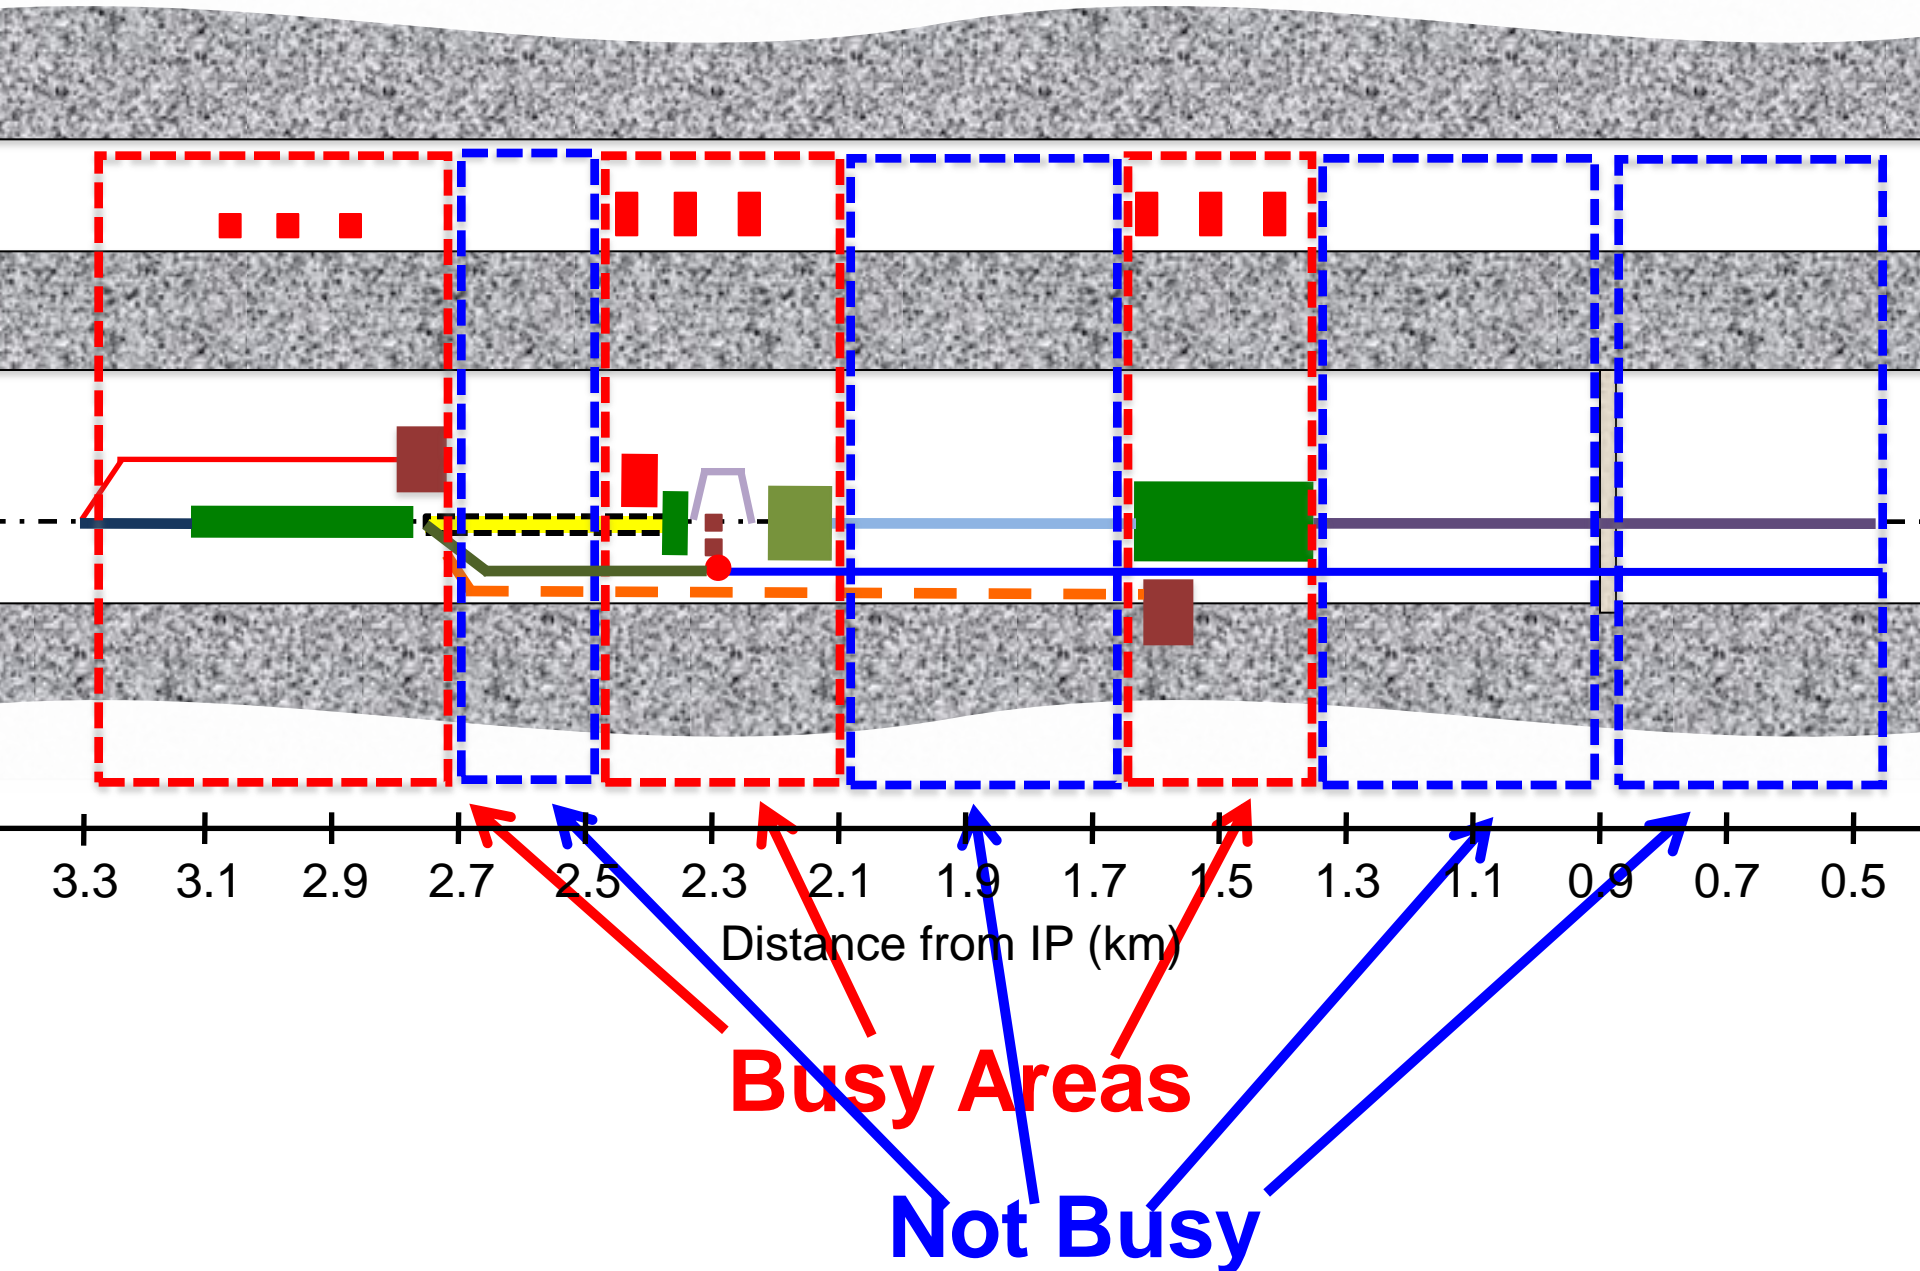 3.3 3.1 2.9 2.7 2.5 2.3 2.1 1.9 1.7 1.5 1.3 1.1 0.9 0.7 0.5
Distance from IP (km)
Busy Areas
Not Busy